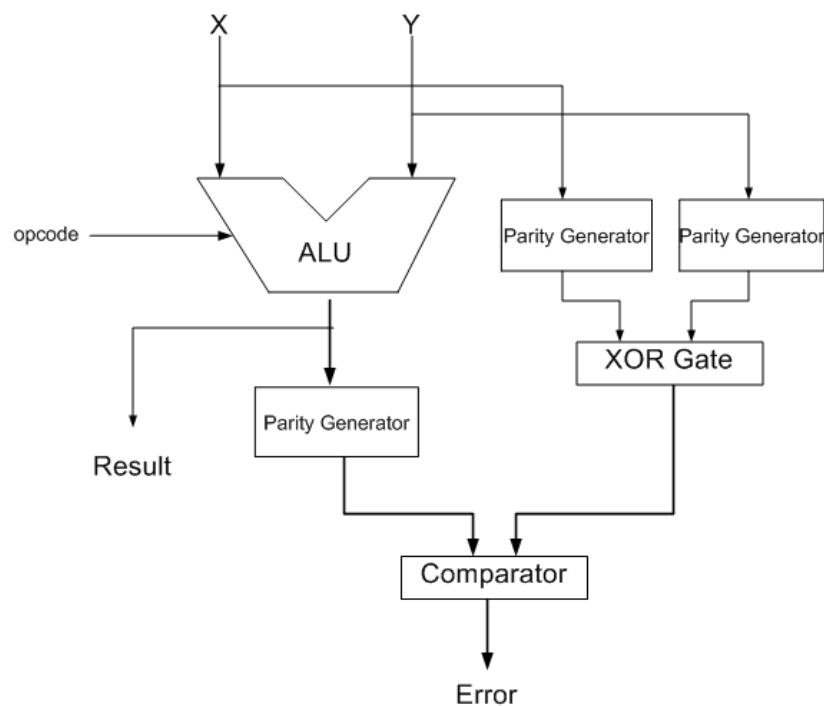 X
Y
Parity Generator
Parity Generator
opcode
ALU
XOR Gate
Parity Generator
Result
Comparator
Error